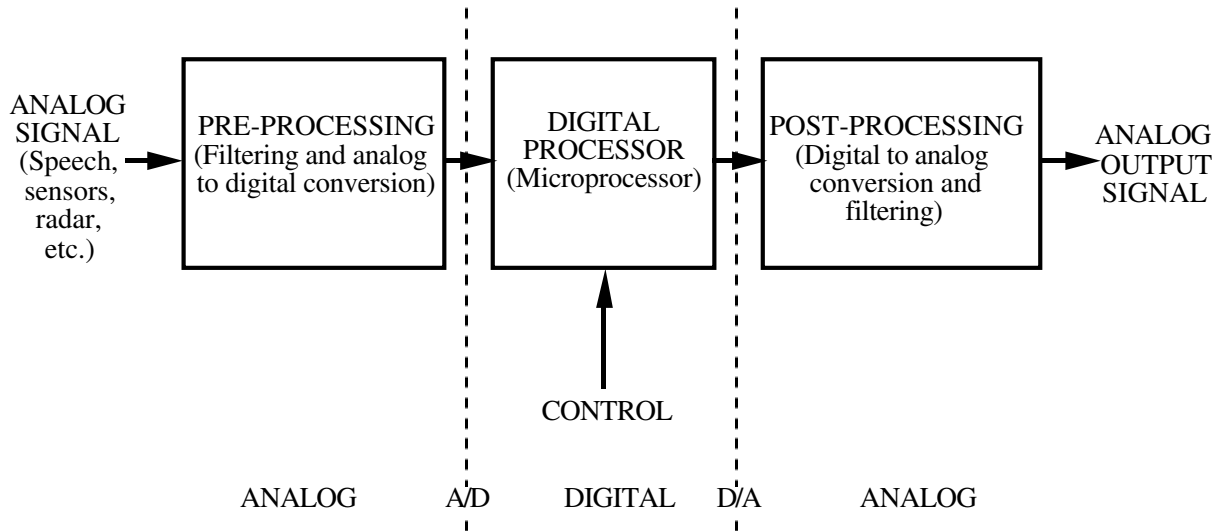 ANALOG
SIGNAL
(Speech,
sensors,
radar,
etc.)
PRE-PROCESSING
(Filtering and analog
to digital conversion)
DIGITAL
PROCESSOR
(Microprocessor)
POST-PROCESSING
(Digital to analog
conversion and
filtering)
ANALOG
OUTPUT
SIGNAL
CONTROL
ANALOG
A/D
DIGITAL
D/A
ANALOG